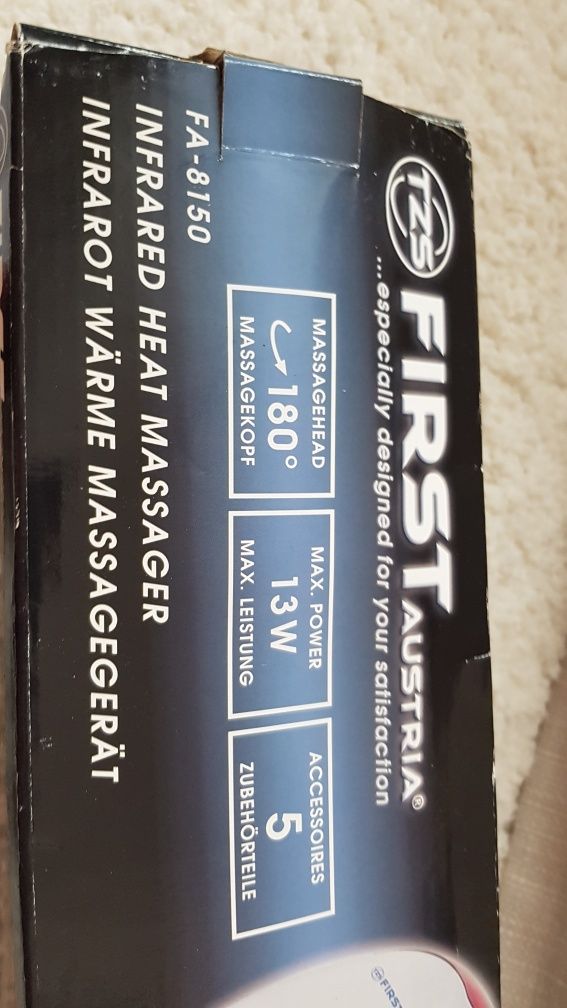 TZS
FIRST AUSTRIA®
...especially designed for your satisfaction
MASSAGEHEAD
180°
MASSAGEKOPF
MAX. POWER
13W
MAX. LEISTUNG
ACCESSOIRES
5
ZUBEHÖRTEILE
FA-8150
INFRARED HEAT MASSAGER
INFRAROT WÄRME MASSAGEGERÄT
FIRST